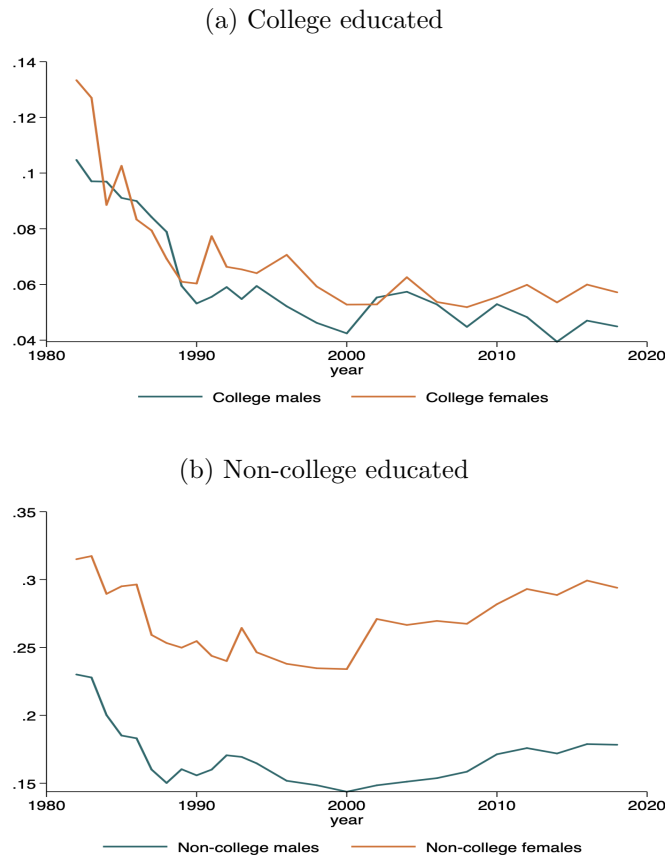 (a) College educated
.14
.12
.1
.08
.06
.04
1980
1990
2000
2010
2020
year
College males
College females
(b) Non-college educated
.35
.3
.25
.2
.15
1980
1990
2000
2010
2020
year
Non-college males
Non-college females